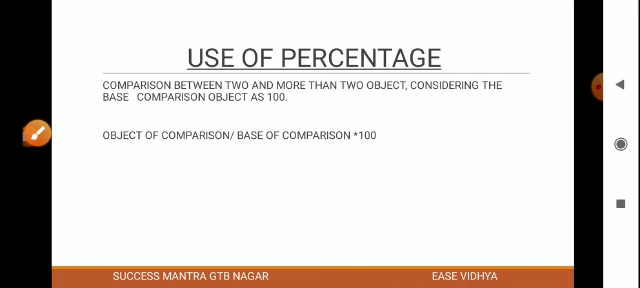 USE OF PERCENTAGE
COMPARISON BETWEEN TWO AND MORE THAN TWO OBJECT, CONSIDERING THE
BASE COMPARISON OBJECT AS 100.
OBJECT OF COMPARISON/ BASE OF COMPARISON *100
SUCCESS MANTRA GTB NAGAR
EASE VIDHYA